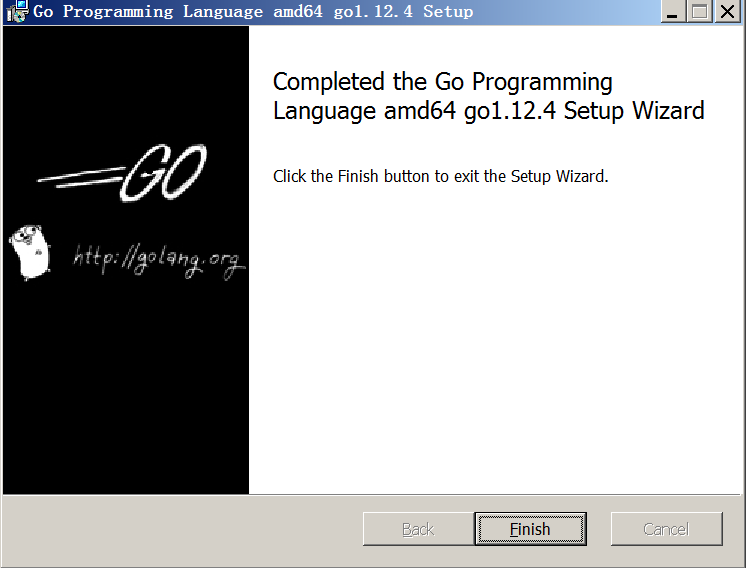 Go Programming Language amd64 go1.12.4 Setup
Completed the Go Programming
Language amd64 go1.12.4 Setup Wizard
Click the Finish button to exit the Setup Wizard.
GO
http://golang.org
Back
Finish
Cancel